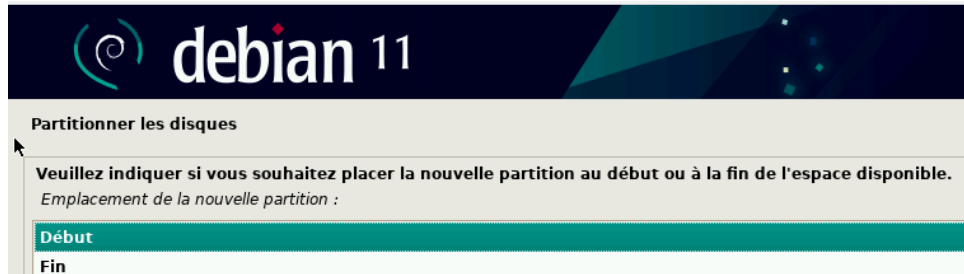 debian 11
Partitionner les disques
Veuillez indiquer si vous souhaitez placer la nouvelle partition au début ou à la fin de l'espace disponible.
Emplacement de la nouvelle partition :
Début
Fin